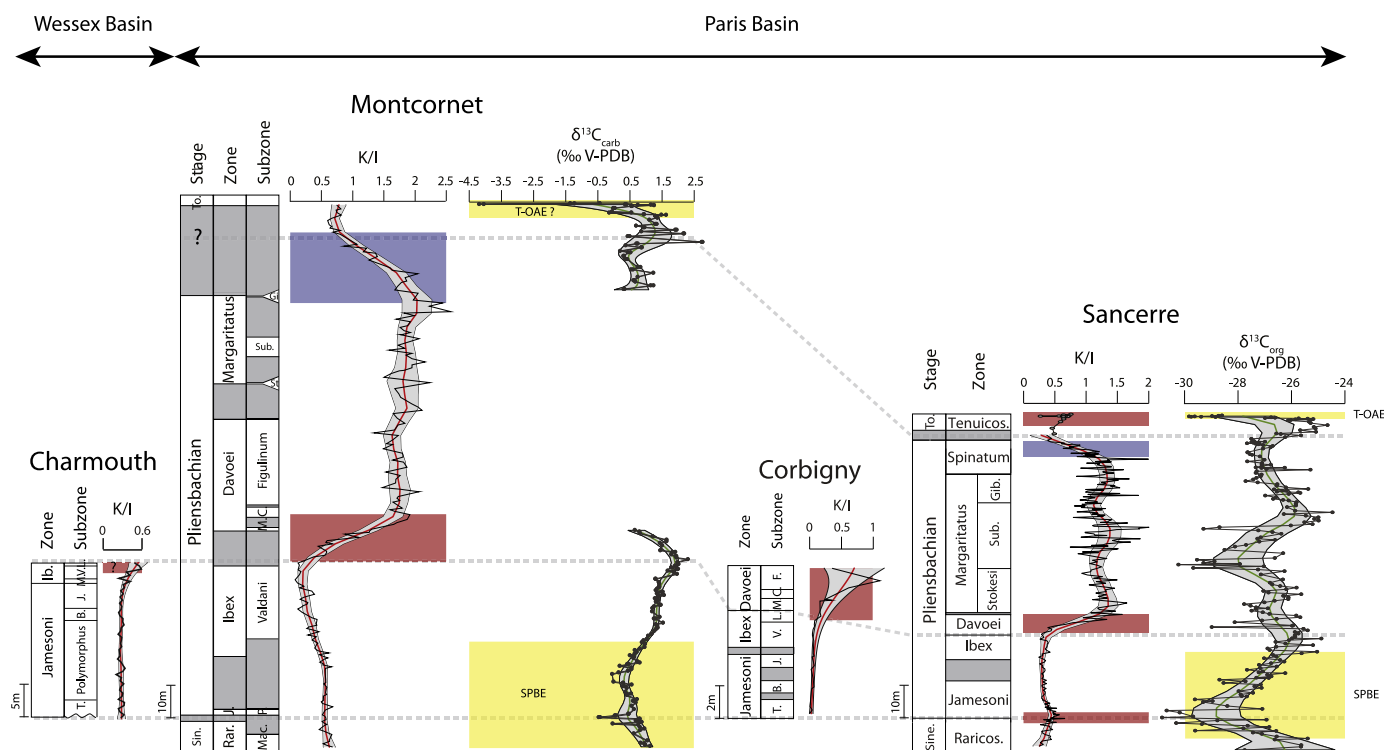 Wessex Basin
Paris Basin
Montcornet
Stage
Zone
Subzone
K/I
0 0.5 1 1.5 2 2.5
δ13Ccarb
(‰ V-PDB)
-4.5 -3.5 -2.5 -1.5 -0.5 0.5 1.5 2.5
To.
?
Pliensbachian
Sin.
Margaritatus
Davoei
Ibex
J.
Rar.
Gi.
Sub.
St.
Figulinum
M.C.
Valdani
P.
Mac.
10m
T-OAE ?
SPBE
Charmouth
Zone
Subzone
K/I
0 0.6
Ib.
Jamesoni
M.V.L.
J.
B.
Polymorphus
T.
?
5m
Corbigny
Zone
Subzone
K/I
0 0.5 1
Davoei
Ibex
Jamesoni
F.
M.C.
L.
V.
J.
B.
T.
2m
Sancerre
Stage
Zone
K/I
0 0.5 1 1.5 2
δ13Corg
(‰ V-PDB)
-30 -28 -26 -24
To.
Pliensbachian
Sine.
Tenuicos.
Spinatum
Margaritatus
Gib.
Sub.
Stokesi
Davoei
Ibex
Jamesoni
Raricos.
10m
T-OAE
SPBE